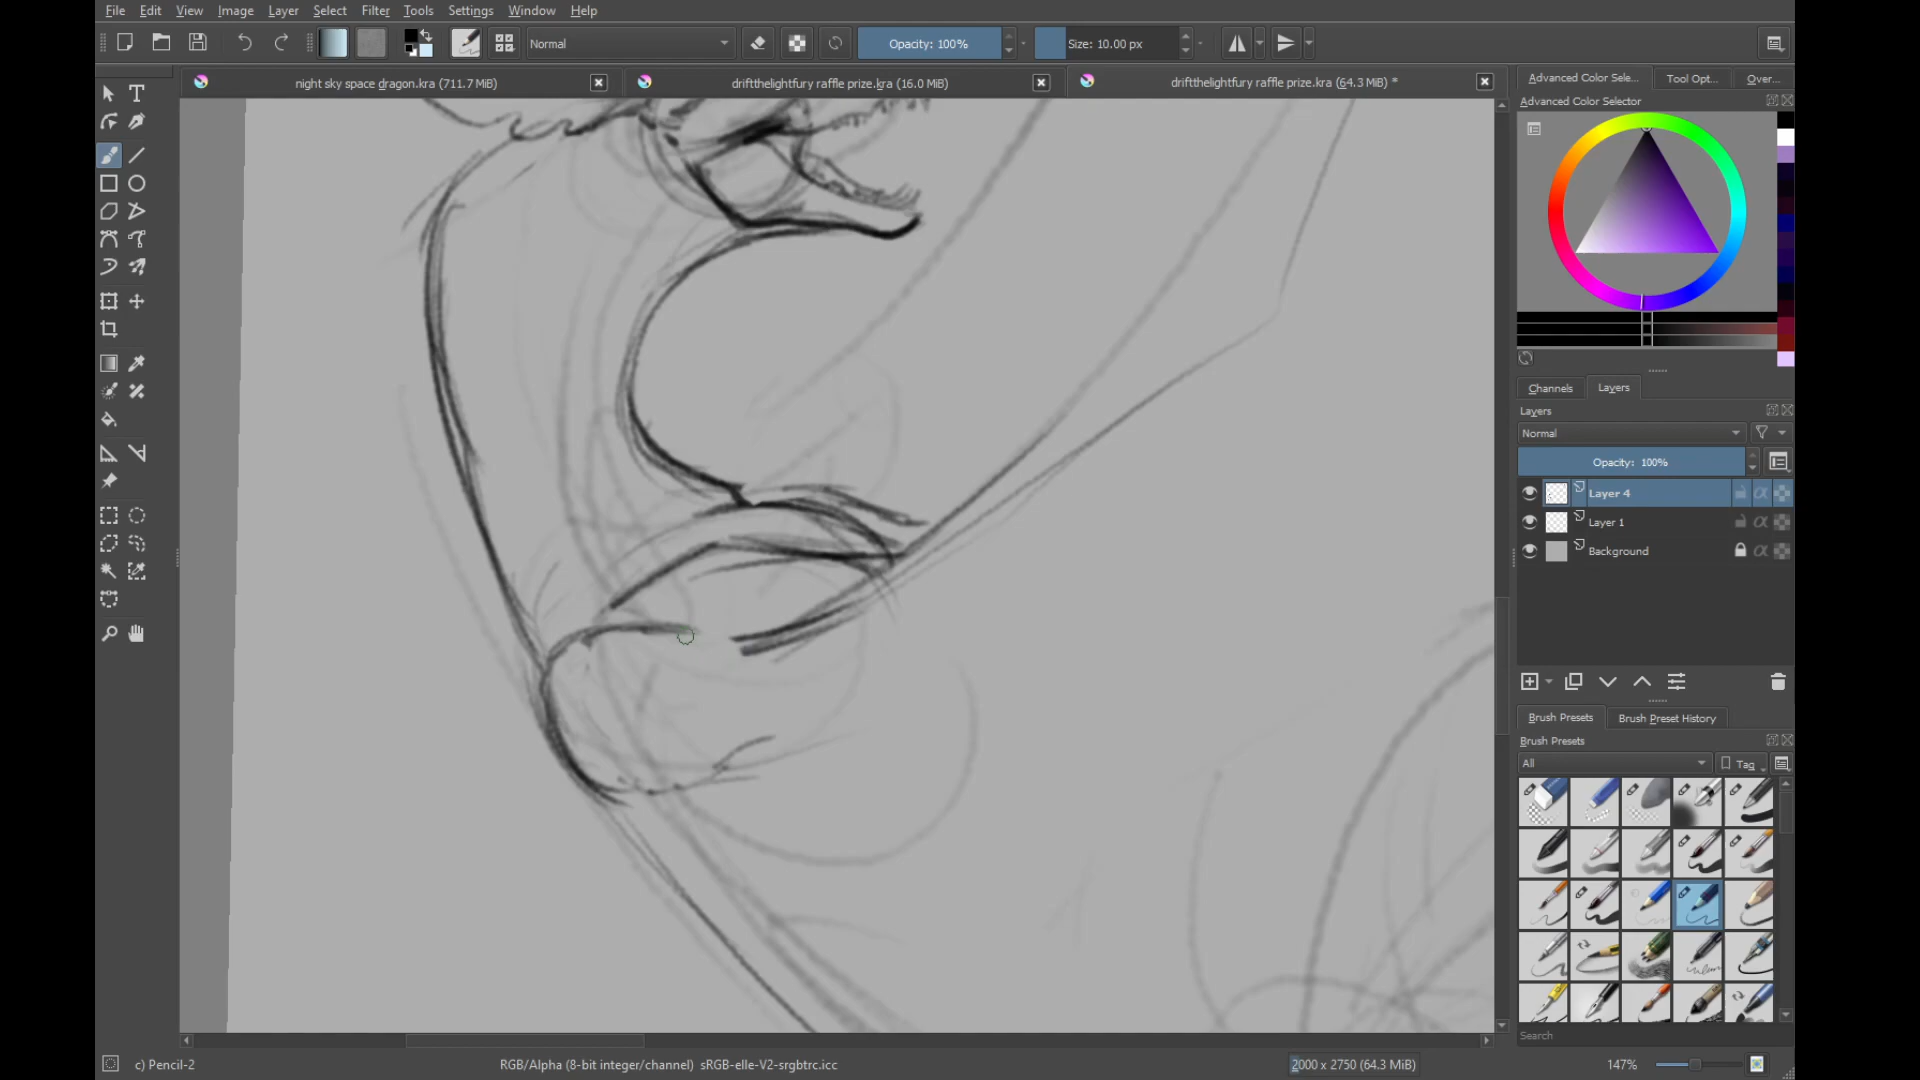 File Edit View Image Layer Select Filter Tools Settings Window Help
Normal Opacity: 100% Size: 10.00 px
night sky space dragon.kra (711.7 MiB) driftthelightfury raffle prize.kra (16.0 MiB) driftthelightfury raffle prize.kra (64.3 MiB) *
Advanced Color Sele... Tool Opt... Over...
Advanced Color Selector
Channels Layers
Layers
Normal
Opacity: 100%
Layer 4
Layer 1
Background
Brush Presets Brush Preset History
Brush Presets
All Tag
Search
c) Pencil-2 RGB/Alpha (8-bit integer/channel) sRGB-elle-V2-srgbtrc.icc 2000 x 2750 (64.3 MiB) 147%